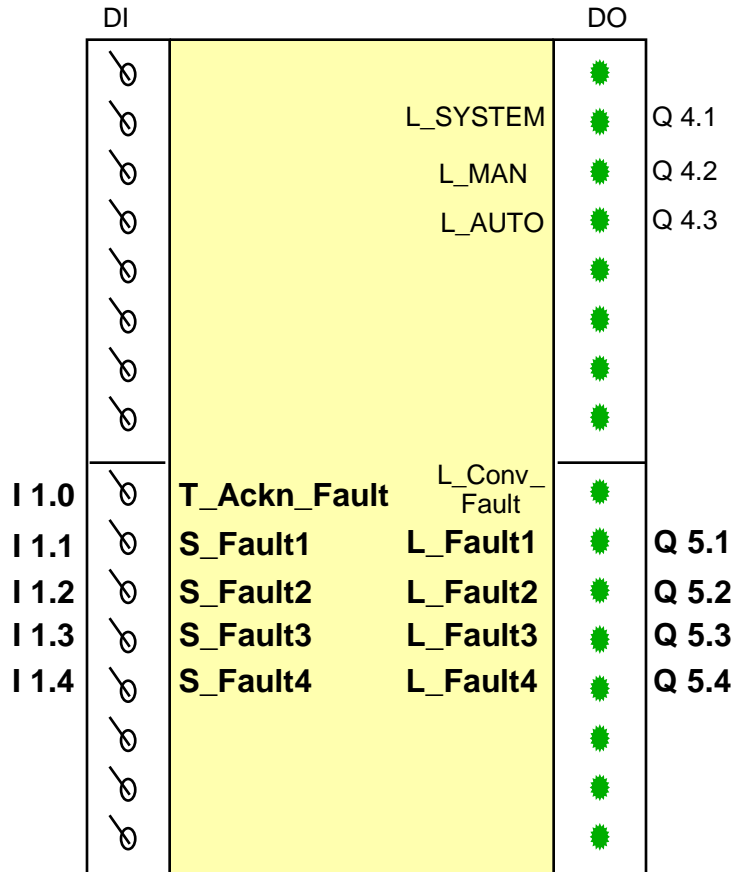 DI DO
L_SYSTEM Q 4.1
L_MAN Q 4.2
L_AUTO Q 4.3
I 1.0 T_Ackn_Fault L_Conv_
Fault
I 1.1 S_Fault1 L_Fault1 Q 5.1
I 1.2 S_Fault2 L_Fault2 Q 5.2
I 1.3 S_Fault3 L_Fault3 Q 5.3
I 1.4 S_Fault4 L_Fault4 Q 5.4